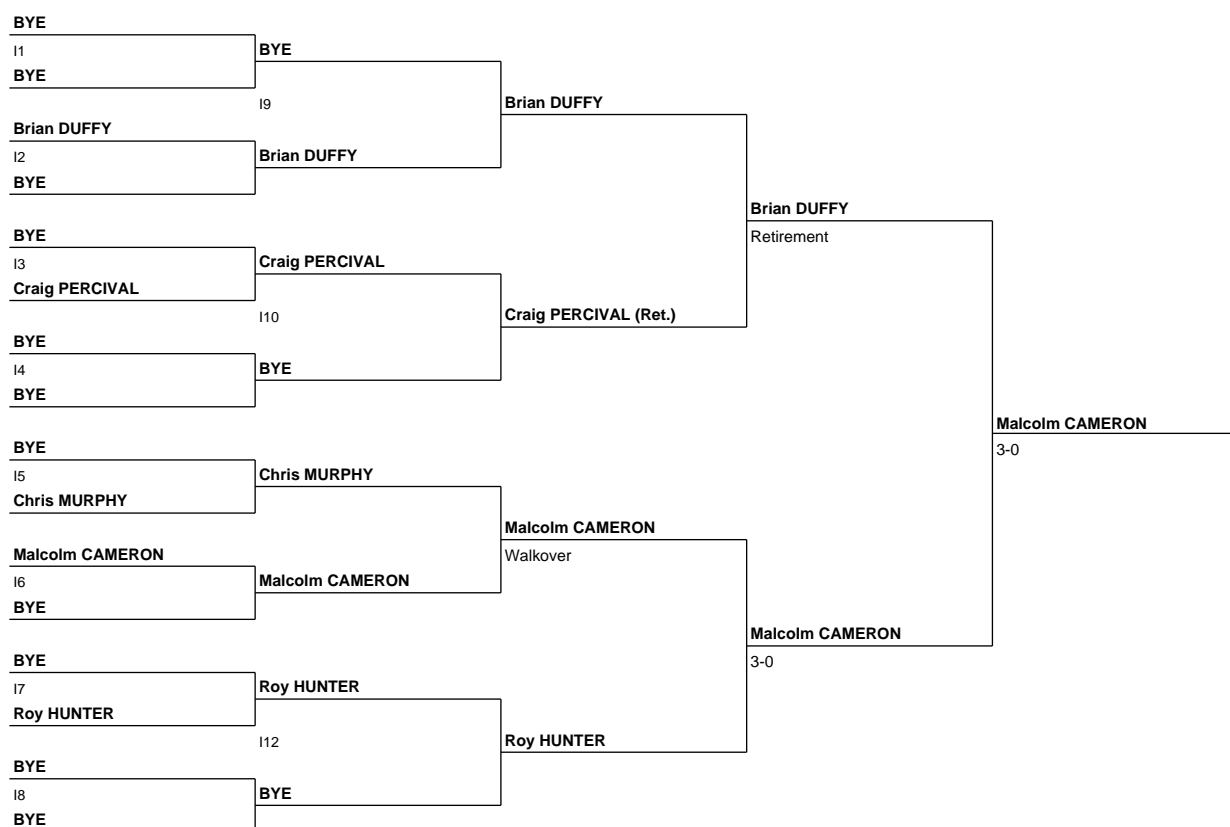 BYE
I1
BYE
BYE
I9
Brian DUFFY
Brian DUFFY
I2
Brian DUFFY
BYE
Brian DUFFY
Retirement
BYE
I3
Craig PERCIVAL
Craig PERCIVAL
I10
Craig PERCIVAL (Ret.)
BYE
I4
BYE
BYE
Malcolm CAMERON
3-0
BYE
I5
Chris MURPHY
Chris MURPHY
Malcolm CAMERON
Walkover
Malcolm CAMERON
I6
Malcolm CAMERON
BYE
Malcolm CAMERON
3-0
BYE
I7
Roy HUNTER
Roy HUNTER
I12
Roy HUNTER
BYE
I8
BYE
BYE